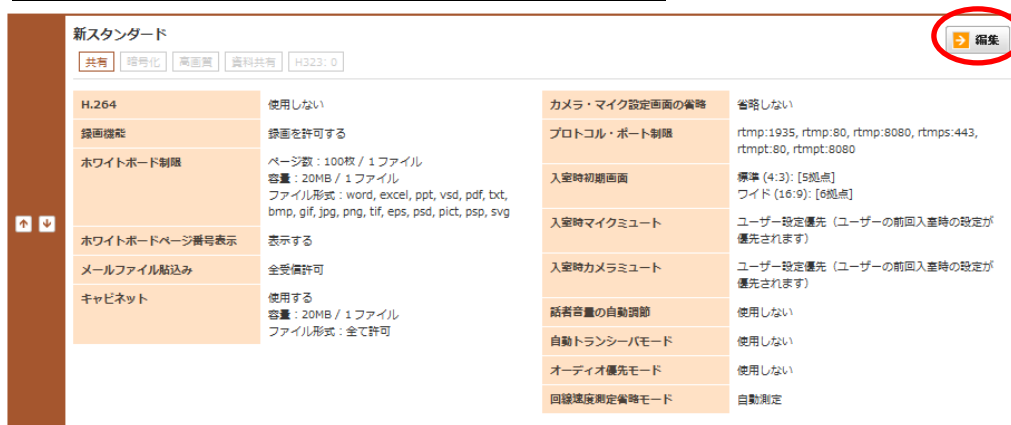 新スタンダード
編集
共有 暗号化 高画質 資料共有 H323: 0
H.264 使用しない
録画機能 録画を許可する
ホワイトボード制限 ページ数：100枚 / 1 ファイル
容量：20MB / 1 ファイル
ファイル形式：word, excel, ppt, vsd, pdf, txt,
bmp, gif, jpg, png, tif, eps, psd, pict, psp, svg
ホワイトボードページ番号表示 表示する
メールファイル貼込み 全受信許可
キャビネット 使用する
容量：20MB / 1 ファイル
ファイル形式：全て許可
カメラ・マイク設定画面の省略 省略しない
プロトコル・ポート制限 rtmp:1935, rtmp:80, rtmp:8080, rtmps:443,
rtmpt:80, rtmpt:8080
入室時初期画面 標準 (4:3): [5拠点]
ワイド (16:9): [6拠点]
入室時マイクミュート ユーザー設定優先（ユーザーの前回入室時の設定が
優先されます）
入室時カメラミュート ユーザー設定優先（ユーザーの前回入室時の設定が
優先されます）
話者音量の自動調節 使用しない
自動トランシーバモード 使用しない
オーディオ優先モード 使用しない
回線速度測定省略モード 自動測定